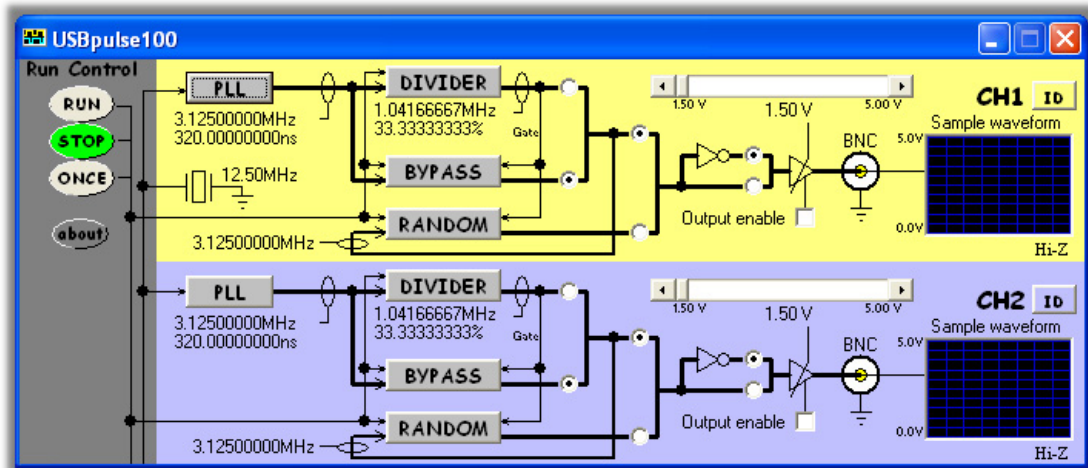 USBpulse100
Run Control
RUN
STOP
ONCE
about
PLL
3.12500000MHz
320.00000000ns
12.50MHz
3.12500000MHz
DIVIDER
1.04166667MHz
33.33333333%
Gate
BYPASS
RANDOM
1.50 V
1.50 V
5.00 V
Output enable
BNC
CH1
ID
Sample waveform
5.0V
0.0V
Hi-Z
PLL
3.12500000MHz
320.00000000ns
3.12500000MHz
DIVIDER
1.04166667MHz
33.33333333%
Gate
BYPASS
RANDOM
1.50 V
1.50 V
5.00 V
Output enable
BNC
CH2
ID
Sample waveform
5.0V
0.0V
Hi-Z